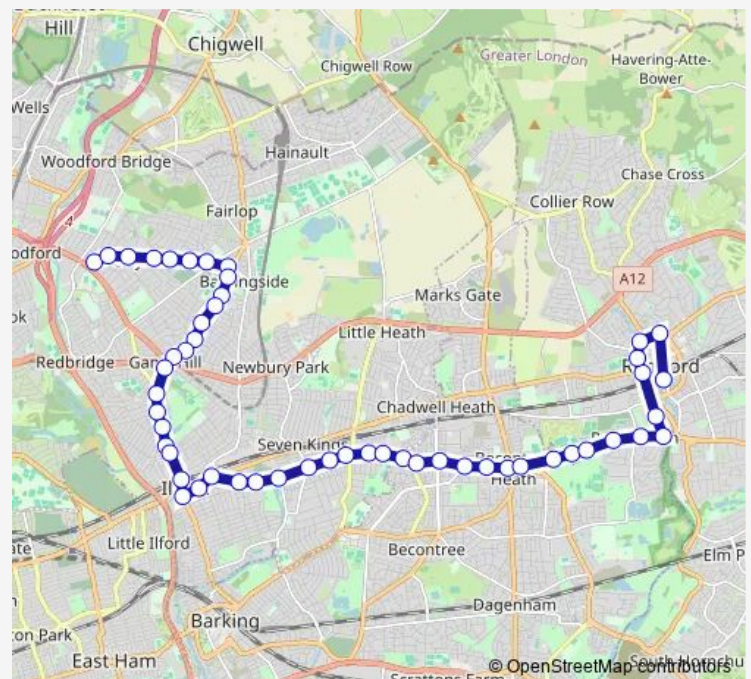 Hill
Chigwell
Chigwell Row
Greater London
Havering-Atte-
Bower
Wells
Hainault
Woodford Bridge
Chase Cross
Collier Row
Fairlop
4
A12
Marks Gate
Little Heath
Redbridge
Newbury Park
Chadwell Heath
Seven Kings
Heath
Little Ilford
Becontree
Elm P
Dagenham
Barking
East Ham
© OpenStreetMap contributors